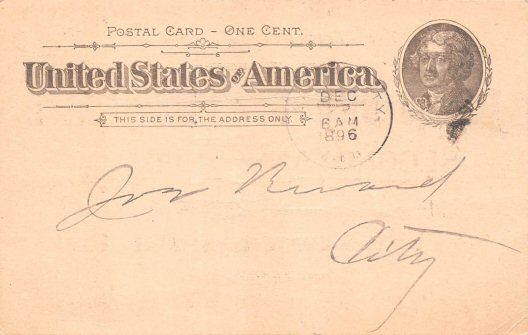 POSTAL CARD - ONE CENT.
United States of America.
THIS SIDE IS FOR THE ADDRESS ONLY.
DEC
6 AM
1896
Jos
City